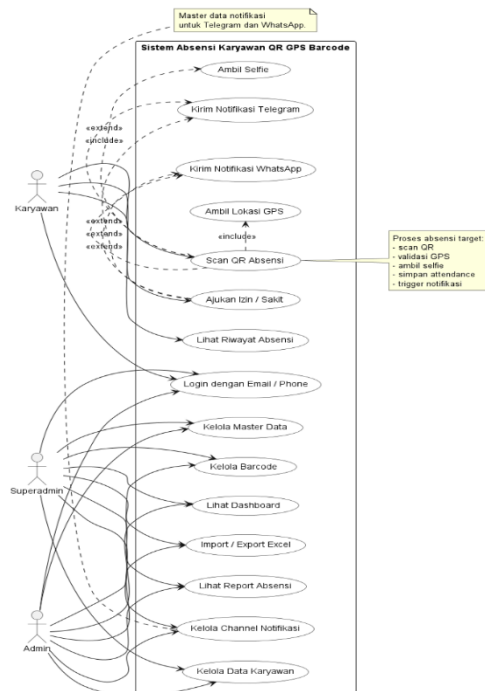 Master data notifikasi
untuk Telegram dan WhatsApp.
Sistem Absensi Karyawan QR GPS Barcode
Ambil Selfie
Kirim Notifikasi Telegram
«extend»
«include»
Kirim Notifikasi WhatsApp
Karyawan
Ambil Lokasi GPS
«extend»
«extend»
«extend»
«include»
Scan QR Absensi
Proses absensi target:
- scan QR
- validasi GPS
- ambil selfie
- simpan attendance
- trigger notifikasi
Ajukan Izin / Sakit
Lihat Riwayat Absensi
Login dengan Email / Phone
Kelola Master Data
Kelola Barcode
Superadmin
Lihat Dashboard
Import / Export Excel
Lihat Report Absensi
Kelola Channel Notifikasi
Admin
Kelola Data Karyawan